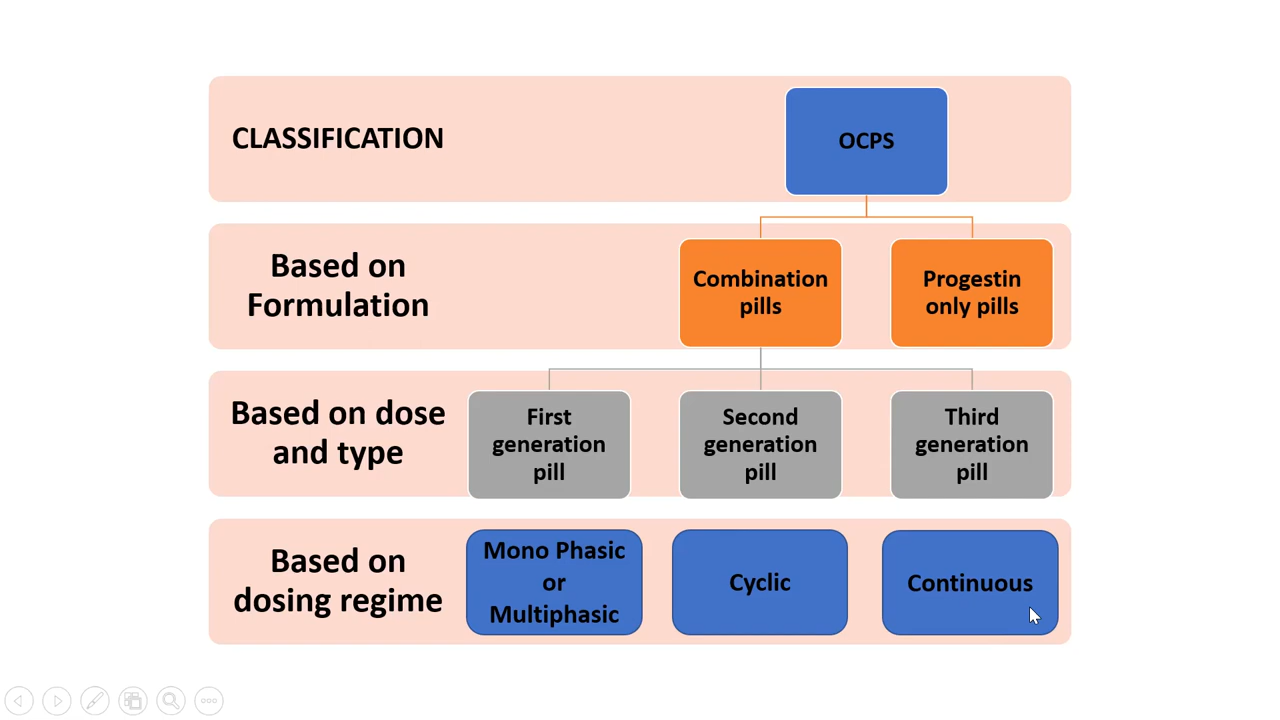 CLASSIFICATION
OCPS
Based on
Formulation
Combination
pills
Progestin
only pills
Based on dose
and type
First
generation
pill
Second
generation
pill
Third
generation
pill
Based on
dosing regime
Mono Phasic
or
Multiphasic
Cyclic
Continuous